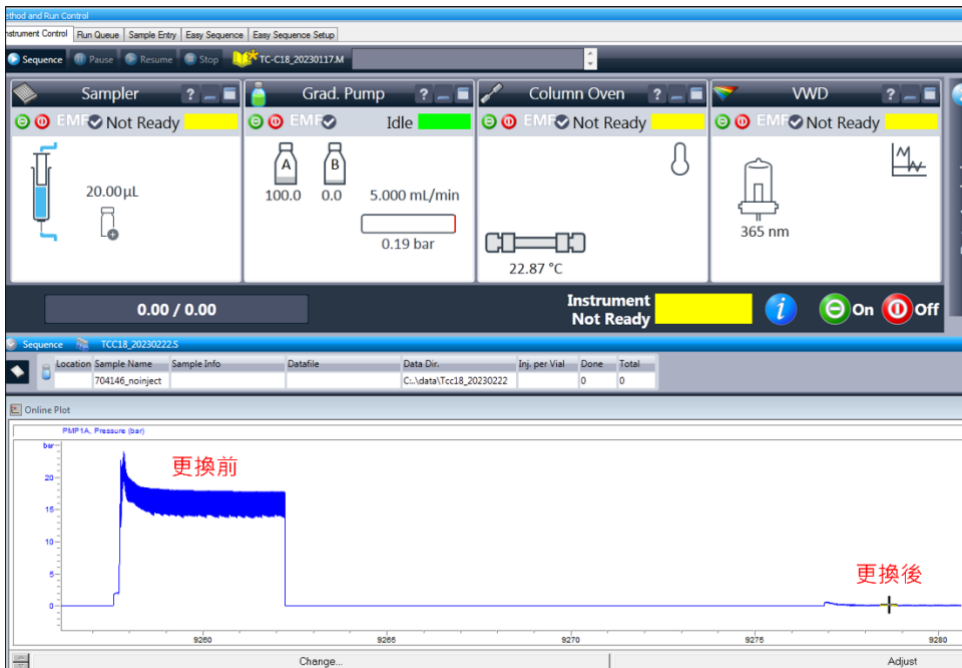 ethod and Run Control
nstrument Control Run Queue Sample Entry Easy Sequence Easy Sequence Setup
Sequence Pause Resume Stop TC-C18_20230117.M
Sampler ? Grad. Pump ? Column Oven ? VWD ?
EMF Not Ready EMF Idle EMF Not Ready EMF Not Ready
A B
20.00 µL 100.0 0.0 5.000 mL/min
0.19 bar
365 nm
22.87 °C
0.00 / 0.00
Instrument
Not Ready
i On Off
Sequence TCC18_20230222.S
Location Sample Name Sample Info Datafile Data Dir. Inj. per Vial Done Total
704146_noinject C:..\data\Tcc18_20230222 0 0
Online Plot
PMP1A, Pressure (bar)
bar
更換前
20
15
10
5
更換後
0
9260 9265 9270 9275 9280
Change... Adjust